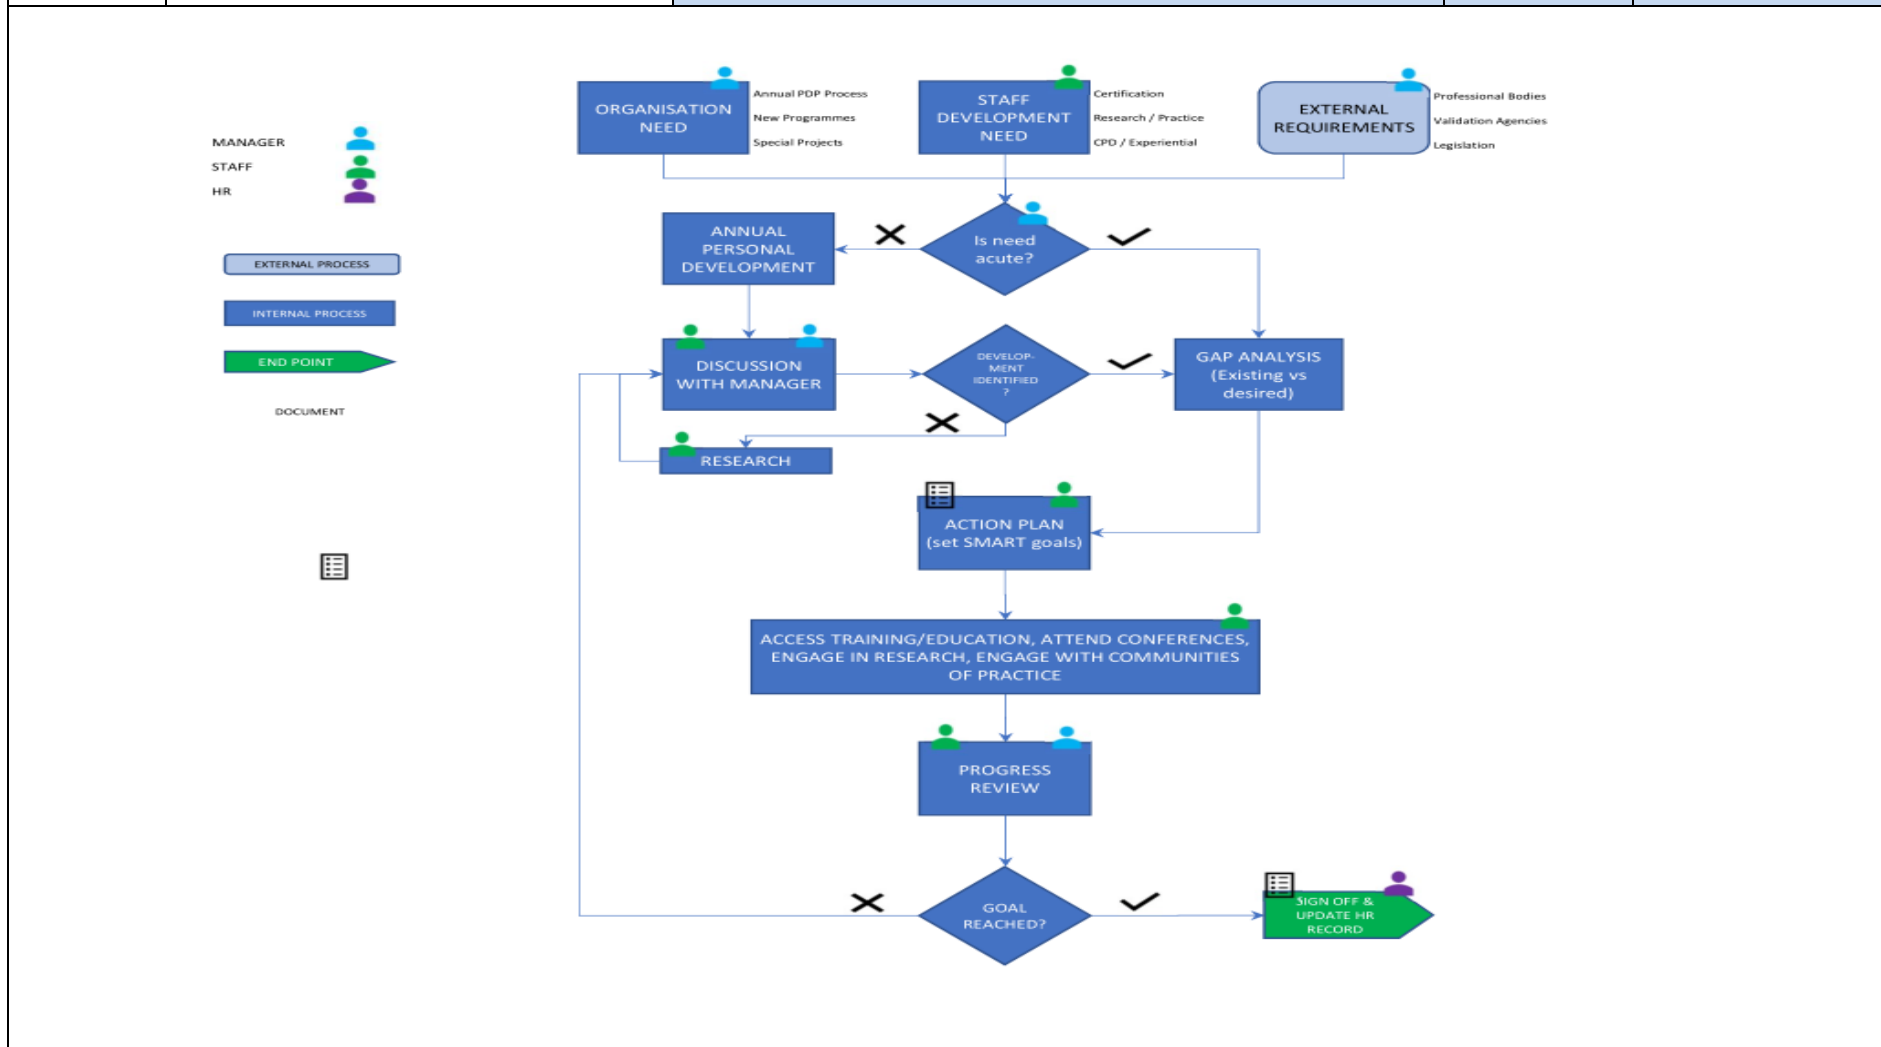 MANAGER
STAFF
HR
EXTERNAL PROCESS
INTERNAL PROCESS
END POINT
DOCUMENT
ORGANISATION
NEED
Annual PDP Process
New Programmes
Special Projects
STAFF
DEVELOPMENT
NEED
Certification
Research / Practice
CPD / Experiential
EXTERNAL
REQUIREMENTS
Professional Bodies
Validation Agencies
Legislation
Is need
acute?
ANNUAL
PERSONAL
DEVELOPMENT
DISCUSSION
WITH MANAGER
DEVELOP-
MENT
IDENTIFIED
?
GAP ANALYSIS
(Existing vs
desired)
RESEARCH
ACTION PLAN
(set SMART goals)
ACCESS TRAINING/EDUCATION, ATTEND CONFERENCES,
ENGAGE IN RESEARCH, ENGAGE WITH COMMUNITIES
OF PRACTICE
PROGRESS
REVIEW
GOAL
REACHED?
SIGN OFF &
UPDATE HR
RECORD